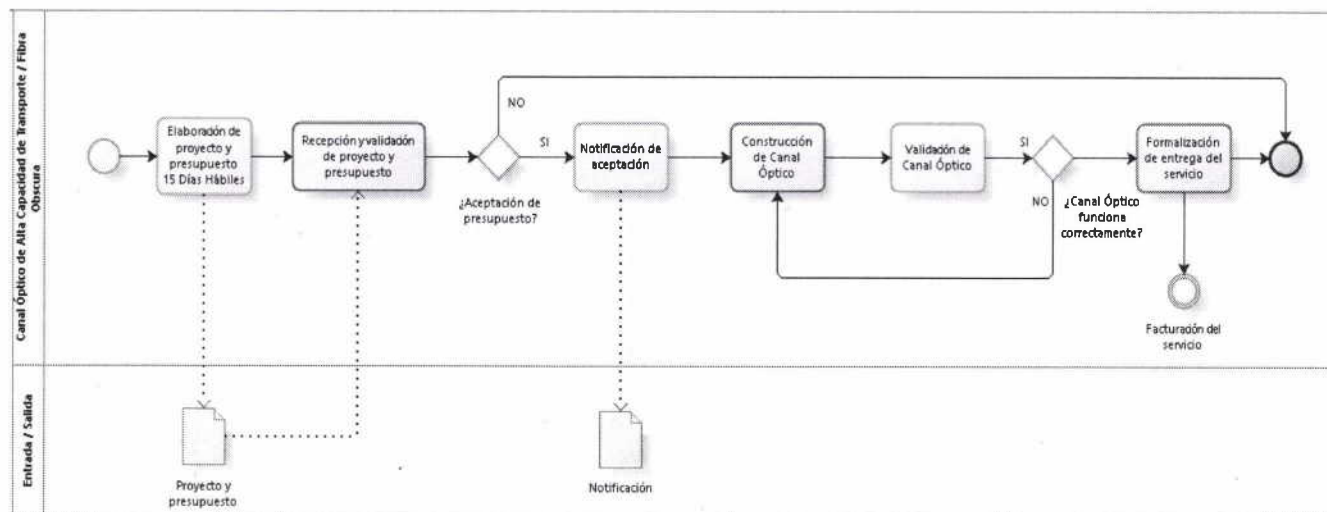 Canal Óptico de Alta Capacidad de Transporte / Fibra
Obscura
Elaboración de
proyecto y
presupuesto
15 Días Hábiles
Recepción y validación
de proyecto y
presupuesto
NO
SI
¿Aceptación de
presupuesto?
Notificación de
aceptación
Construcción
de Canal
Óptico
Validación de
Canal Óptico
SI
NO
¿Canal Óptico
funciona
correctamente?
Formalización
de entrega del
servicio
Facturación del
servicio
Entrada / Salida
Proyecto y
presupuesto
Notificación